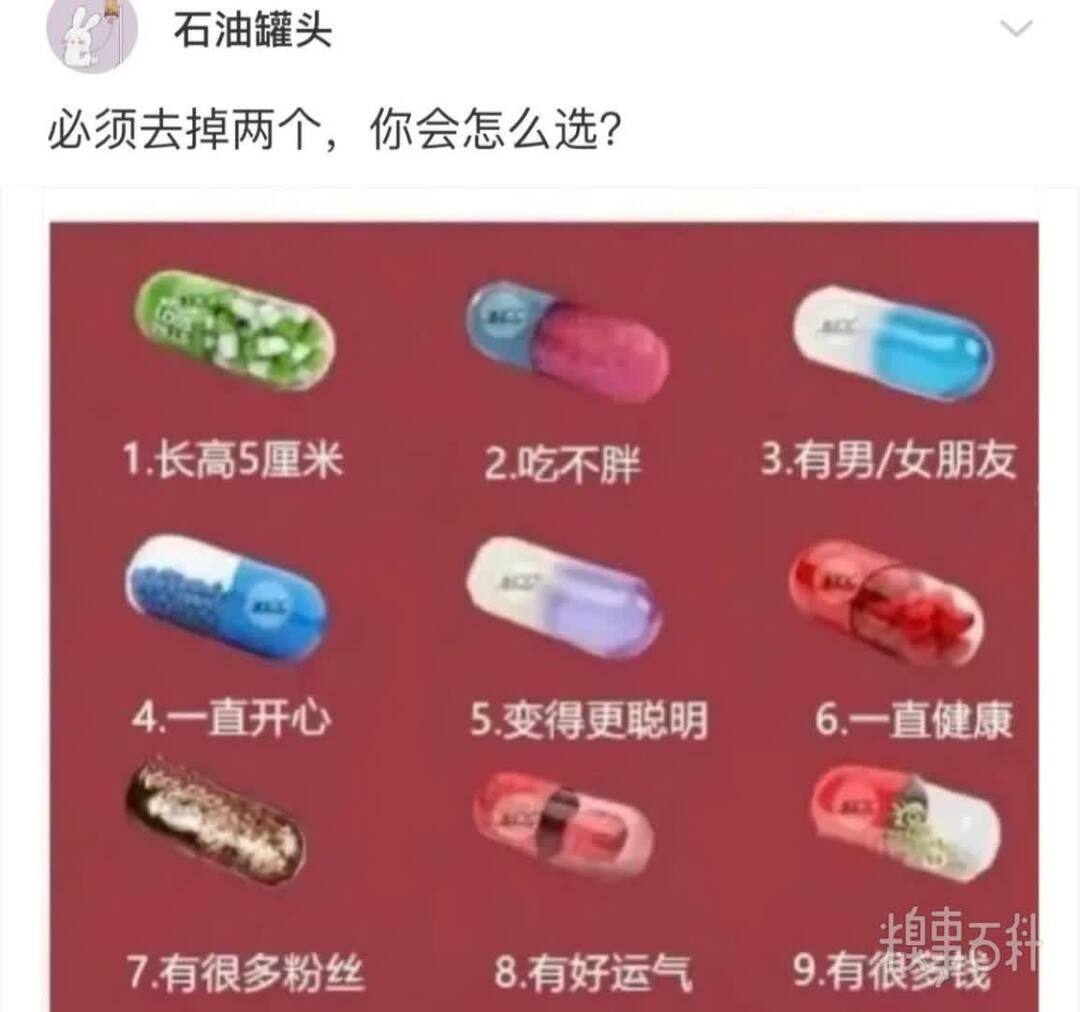 石油罐头
必须去掉两个，你会怎么选？
1.长高5厘米
2.吃不胖
3.有男/女朋友
4.一直开心
5.变得更聪明
6.一直健康
7.有很多粉丝
8.有好运气
9.有很多钱
糗事百科